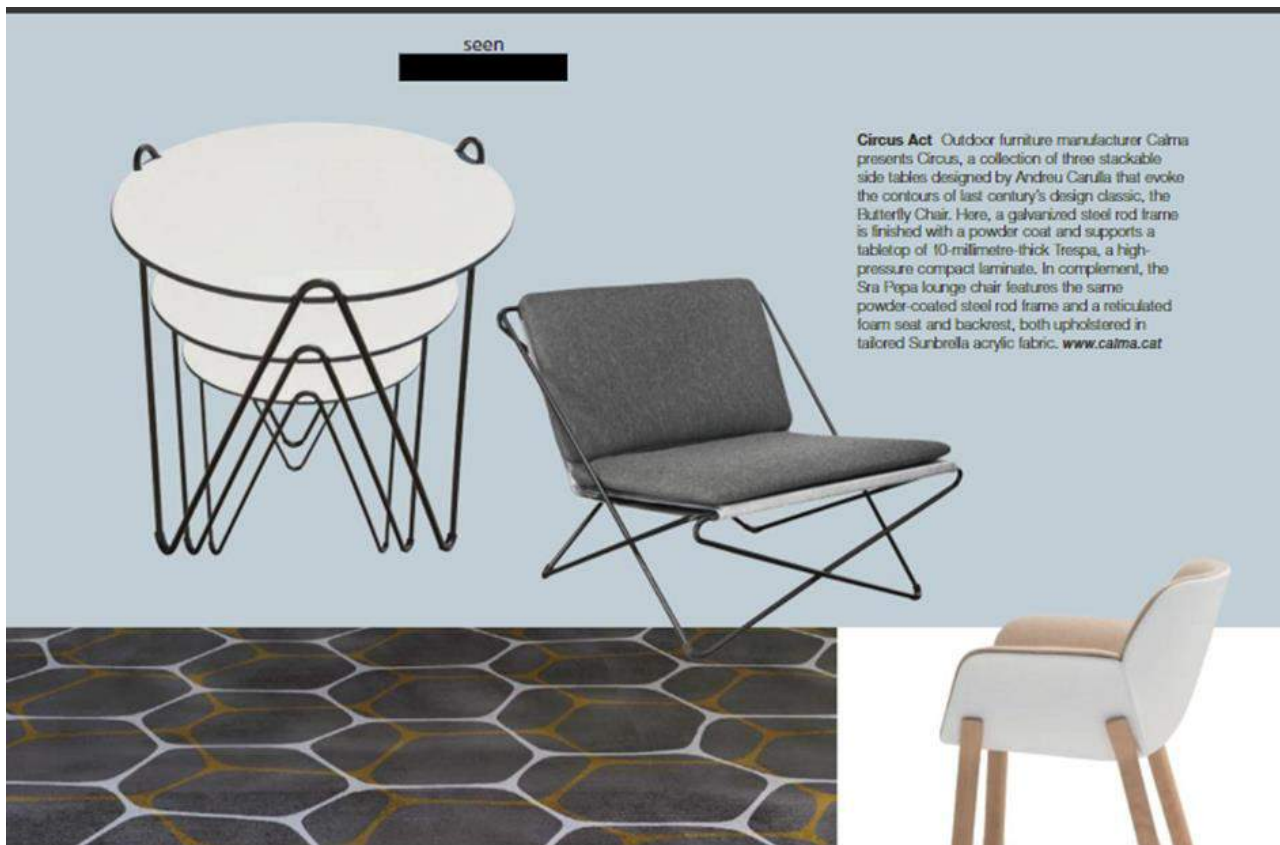 seen
Circus Act Outdoor furniture manufacturer Calma
presents Circus, a collection of three stackable
side tables designed by Andreu Carulla that evoke
the contours of last century's design classic, the
Butterfly Chair. Here, a galvanized steel rod frame
is finished with a powder coat and supports a
tabletop of 10-millimetre-thick Trespa, a high-
pressure compact laminate. In complement, the
Sra Pepa lounge chair features the same
powder-coated steel rod frame and a reticulated
foam seat and backrest, both upholstered in
tailored Sunbrella acrylic fabric. www.calma.cat